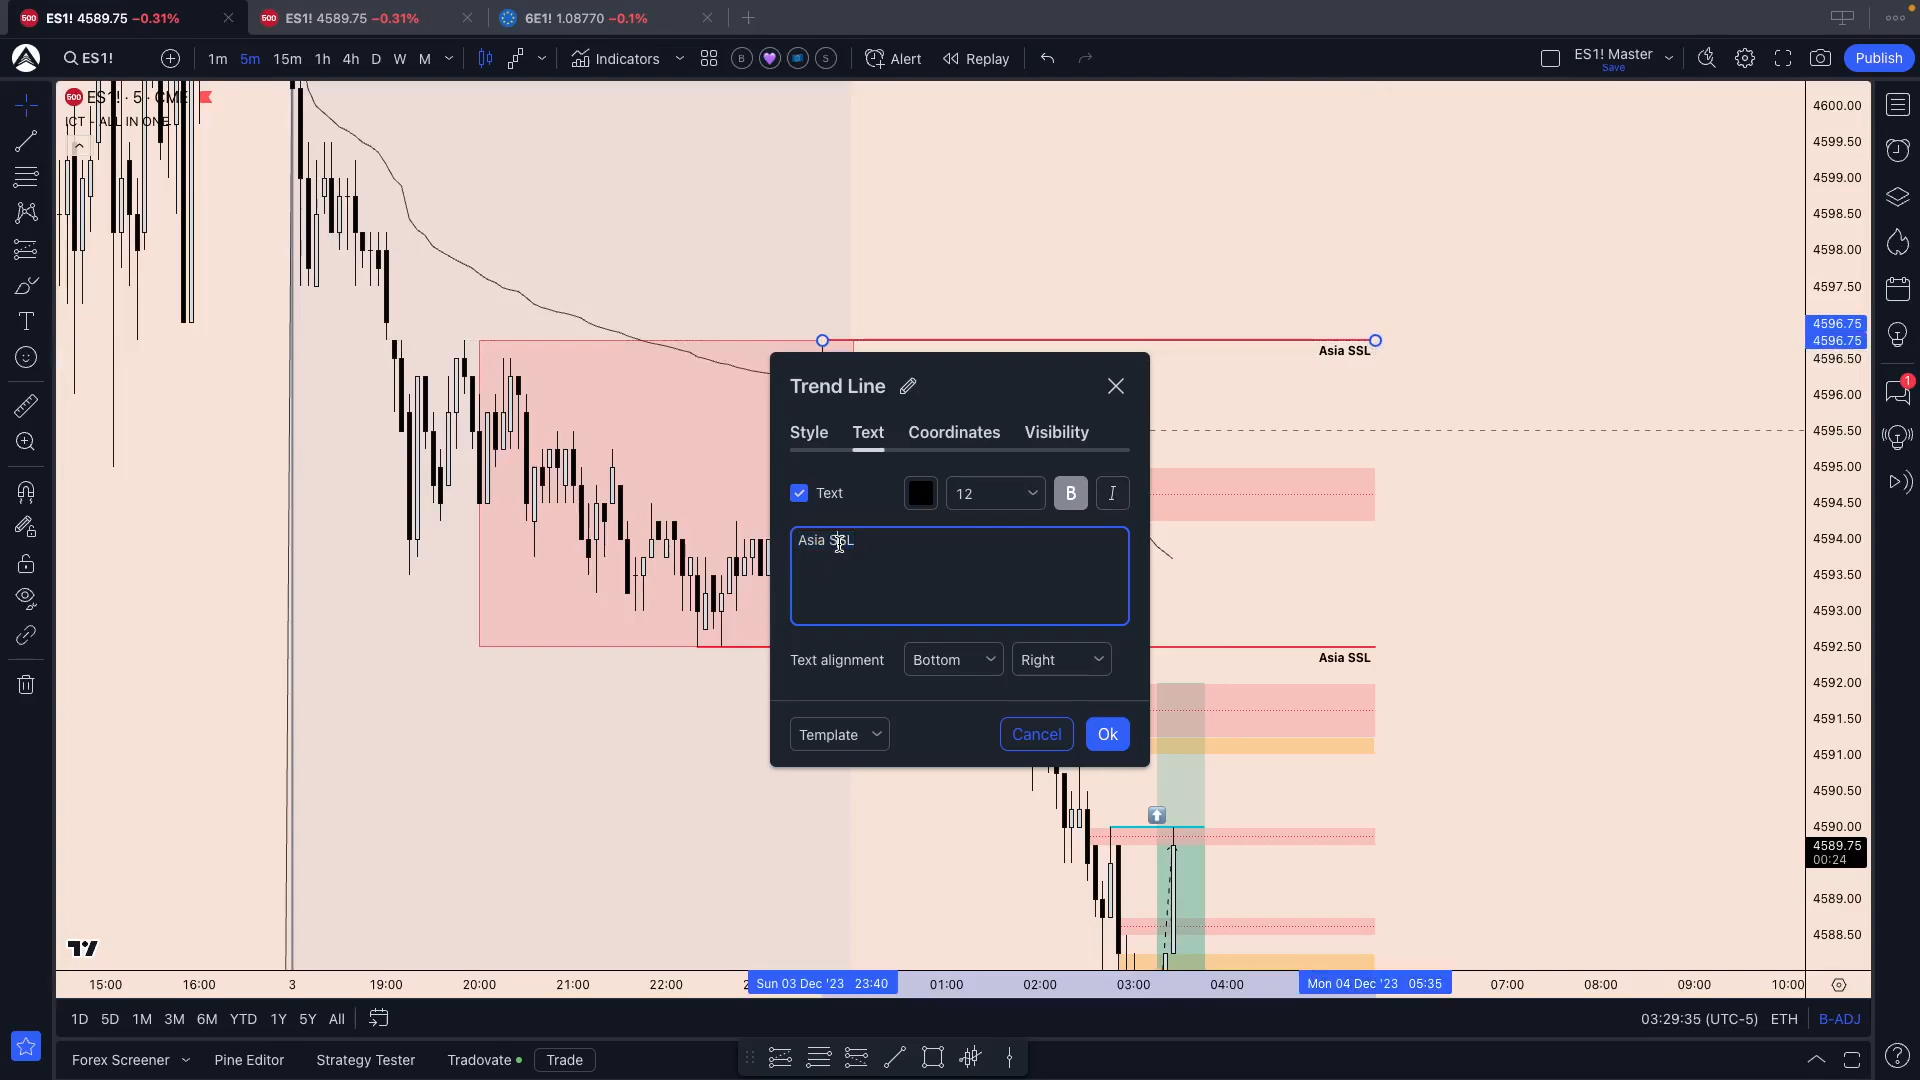 ES1! 4589.75 −0.31%
ES1! 4589.75 −0.31%
6E1! 1.08770 −0.1%
ES1!
1m 5m 15m 1h 4h D W M
Indicators
B
S
Alert
Replay
ES1! Master
Save
Publish
ES1! · 5 · CME
ICT - ALL IN ONE
4600.00
4599.50
4599.00
4598.50
4598.00
4597.50
4596.75
4596.75
4596.50
4596.00
4595.50
4595.00
4594.50
4594.00
4593.50
4593.00
4592.50
4592.00
4591.50
4591.00
4590.50
4590.00
4589.75
00:24
4589.00
4588.50
Asia SSL
Asia SSL
Trend Line
Style Text Coordinates Visibility
Text
12
B
I
Asia SSL
Text alignment
Bottom
Right
Template
Cancel
Ok
15:00 16:00 3 19:00 20:00 21:00 22:00 Sun 03 Dec '23 23:40 01:00 02:00 03:00 04:00 Mon 04 Dec '23 05:35 07:00 08:00 09:00 10:00
1D 5D 1M 3M 6M YTD 1Y 5Y All
03:29:35 (UTC-5) ETH B-ADJ
Forex Screener Pine Editor Strategy Tester Tradovate Trade
1